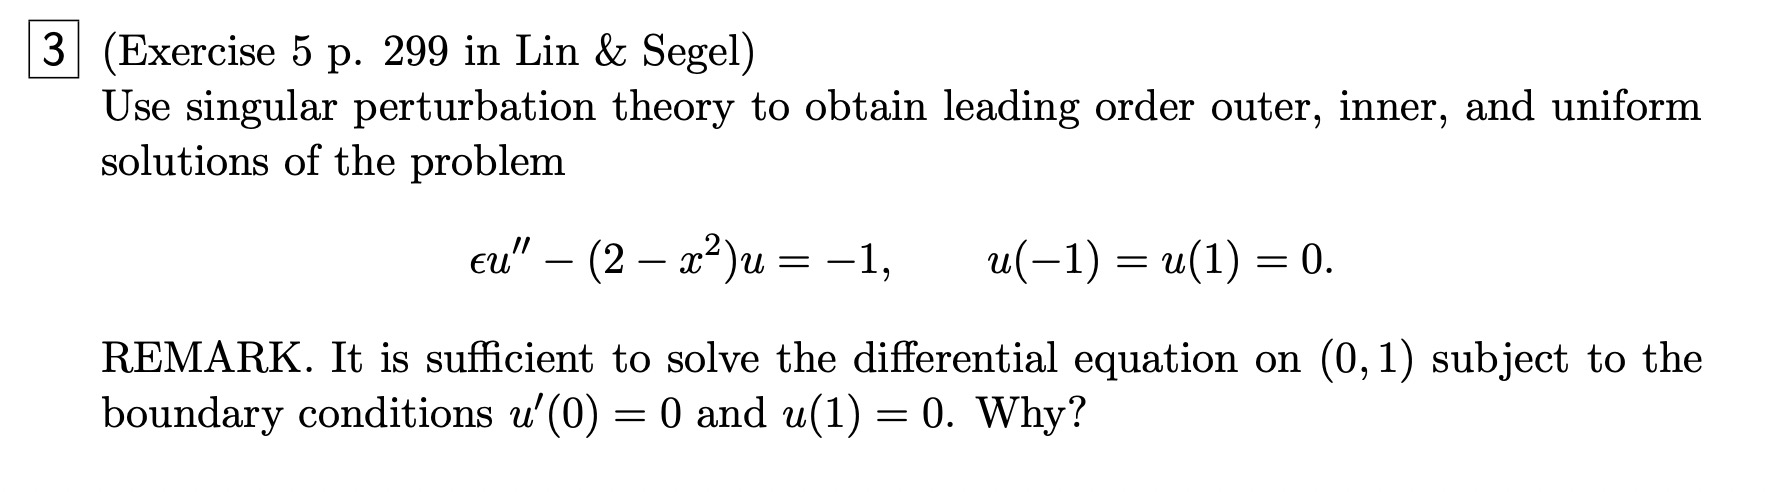 3 (Exercise 5 p. 299 in Lin & Segel)
Use singular perturbation theory to obtain leading order outer, inner, and uniform
solutions of the problem
ϵu″ − (2 − x²)u = −1, u(−1) = u(1) = 0.
REMARK. It is sufficient to solve the differential equation on (0, 1) subject to the
boundary conditions u′(0) = 0 and u(1) = 0. Why?